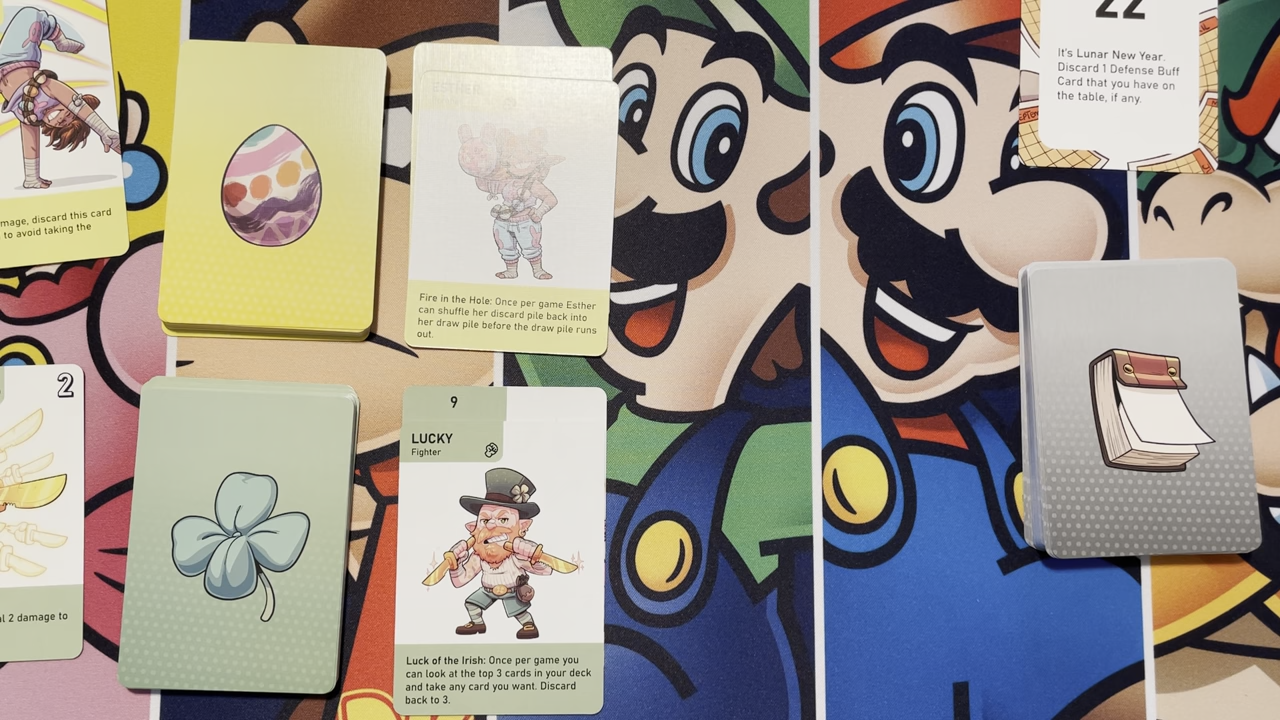 22
It's Lunar New Year.
Discard 1 Defense Buff
Card that you have on
the table, if any.
ESTHER
mage, discard this card
to avoid taking the
Fire in the Hole: Once per game Esther
can shuffle her discard pile back into
her draw pile before the draw pile runs
out.
2
9
LUCKY
Fighter
al 2 damage to
Luck of the Irish: Once per game you
can look at the top 3 cards in your deck
and take any card you want. Discard
back to 3.